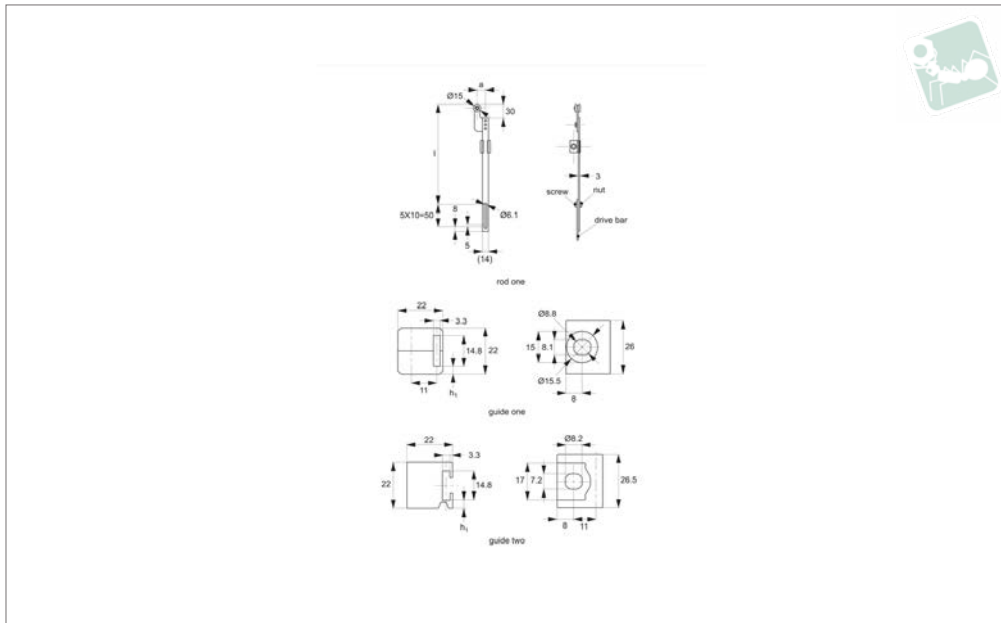 a
Ø15
30
l
3
screw
nut
8
5X10=50
Ø6.1
drive bar
5
(14)
rod one
22
3.3
14.8
22
11
h1
Ø8.8
15
8.1
26
Ø15.5
8
guide one
22
3.3
22
14.8
h1
Ø8.2
17
7.2
26.5
8
11
guide two